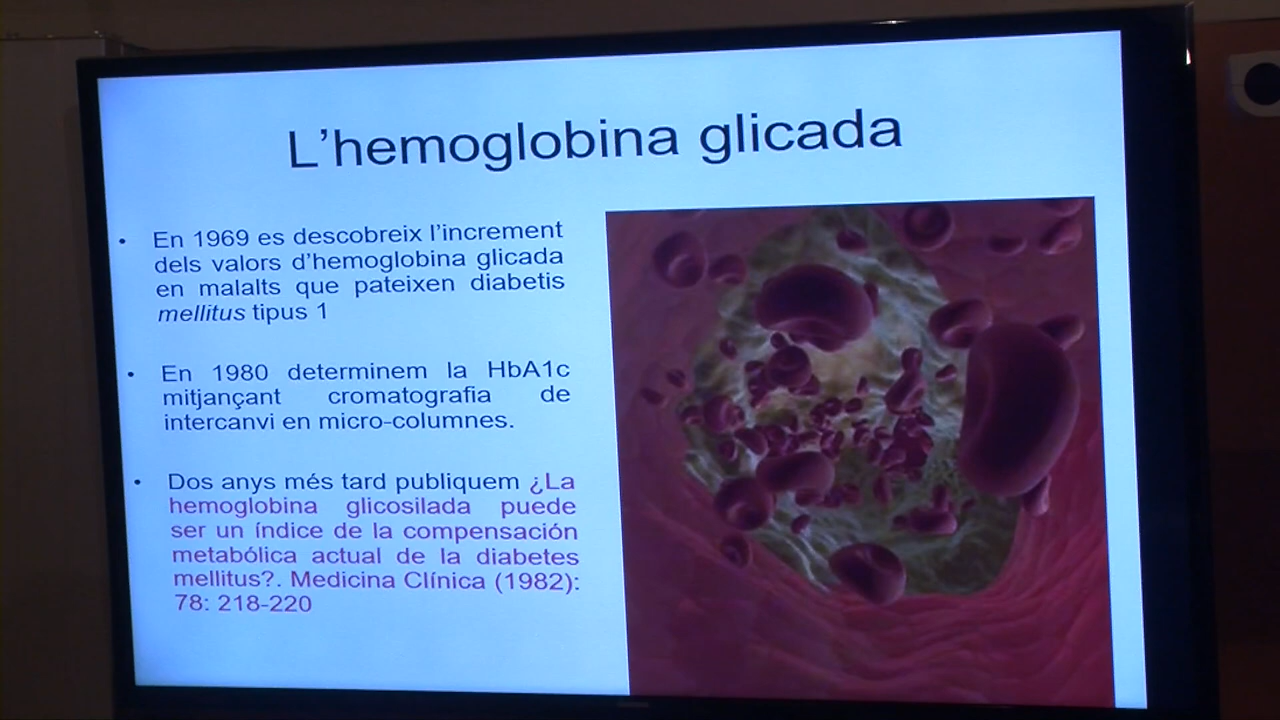 L'hemoglobina glicada
• En 1969 es descobreix l'increment
dels valors d'hemoglobina glicada
en malalts que pateixen diabetis
mellitus tipus 1
• En 1980 determinem la HbA1c
mitjançant cromatografia de
intercanvi en micro-columnes.
• Dos anys més tard publiquem ¿La
hemoglobina glicosilada puede
ser un índice de la compensación
metabólica actual de la diabetes
mellitus?. Medicina Clínica (1982):
78: 218-220